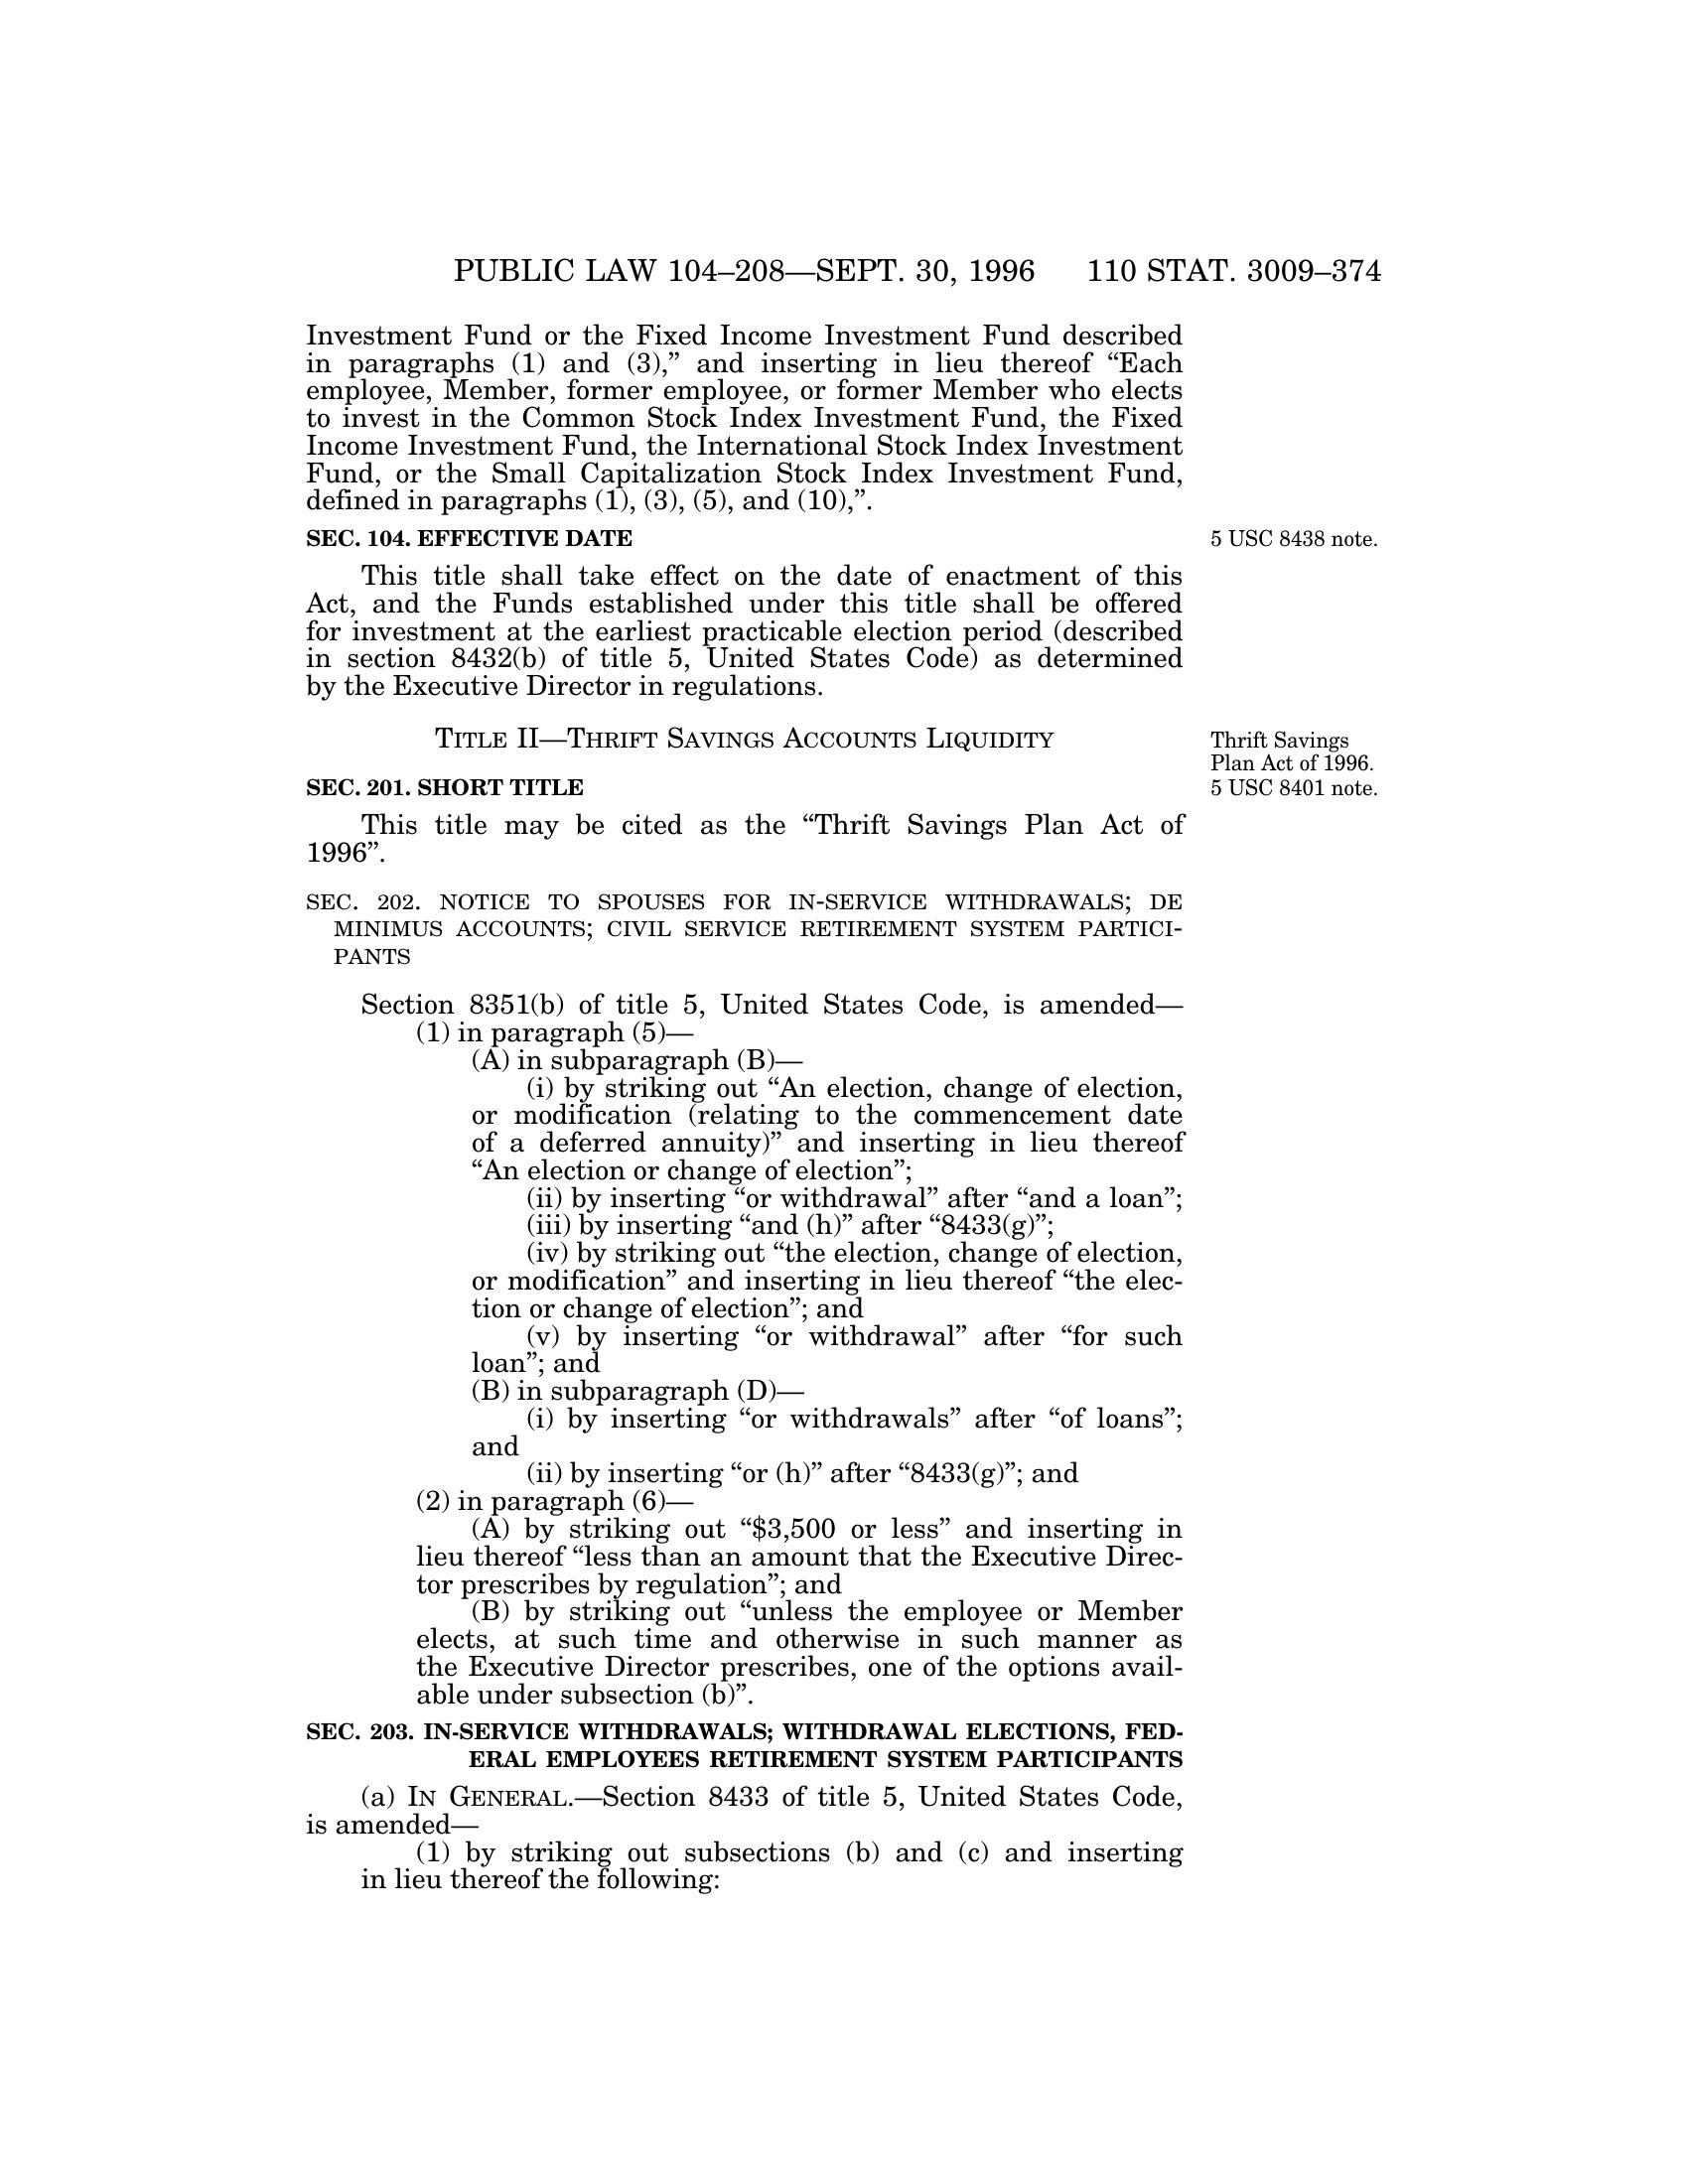 PUBLIC LAW 104–208—SEPT. 30, 1996 110 STAT. 3009–374
Investment Fund or the Fixed Income Investment Fund described
in paragraphs (1) and (3),” and inserting in lieu thereof “Each
employee, Member, former employee, or former Member who elects
to invest in the Common Stock Index Investment Fund, the Fixed
Income Investment Fund, the International Stock Index Investment
Fund, or the Small Capitalization Stock Index Investment Fund,
defined in paragraphs (1), (3), (5), and (10),”.
SEC. 104. EFFECTIVE DATE
5 USC 8438 note.
This title shall take effect on the date of enactment of this
Act, and the Funds established under this title shall be offered
for investment at the earliest practicable election period (described
in section 8432(b) of title 5, United States Code) as determined
by the Executive Director in regulations.
TITLE II—THRIFT SAVINGS ACCOUNTS LIQUIDITY
Thrift Savings
Plan Act of 1996.
SEC. 201. SHORT TITLE
5 USC 8401 note.
This title may be cited as the “Thrift Savings Plan Act of
1996”.
SEC. 202. NOTICE TO SPOUSES FOR IN-SERVICE WITHDRAWALS; DE
MINIMUS ACCOUNTS; CIVIL SERVICE RETIREMENT SYSTEM PARTICI-
PANTS
Section 8351(b) of title 5, United States Code, is amended—
(1) in paragraph (5)—
(A) in subparagraph (B)—
(i) by striking out “An election, change of election,
or modification (relating to the commencement date
of a deferred annuity)” and inserting in lieu thereof
“An election or change of election”;
(ii) by inserting “or withdrawal” after “and a loan”;
(iii) by inserting “and (h)” after “8433(g)”;
(iv) by striking out “the election, change of election,
or modification” and inserting in lieu thereof “the elec-
tion or change of election”; and
(v) by inserting “or withdrawal” after “for such
loan”; and
(B) in subparagraph (D)—
(i) by inserting “or withdrawals” after “of loans”;
and
(ii) by inserting “or (h)” after “8433(g)”; and
(2) in paragraph (6)—
(A) by striking out “$3,500 or less” and inserting in
lieu thereof “less than an amount that the Executive Direc-
tor prescribes by regulation”; and
(B) by striking out “unless the employee or Member
elects, at such time and otherwise in such manner as
the Executive Director prescribes, one of the options avail-
able under subsection (b)”.
SEC. 203. IN-SERVICE WITHDRAWALS; WITHDRAWAL ELECTIONS, FED-
ERAL EMPLOYEES RETIREMENT SYSTEM PARTICIPANTS
(a) IN GENERAL.—Section 8433 of title 5, United States Code,
is amended—
(1) by striking out subsections (b) and (c) and inserting
in lieu thereof the following: